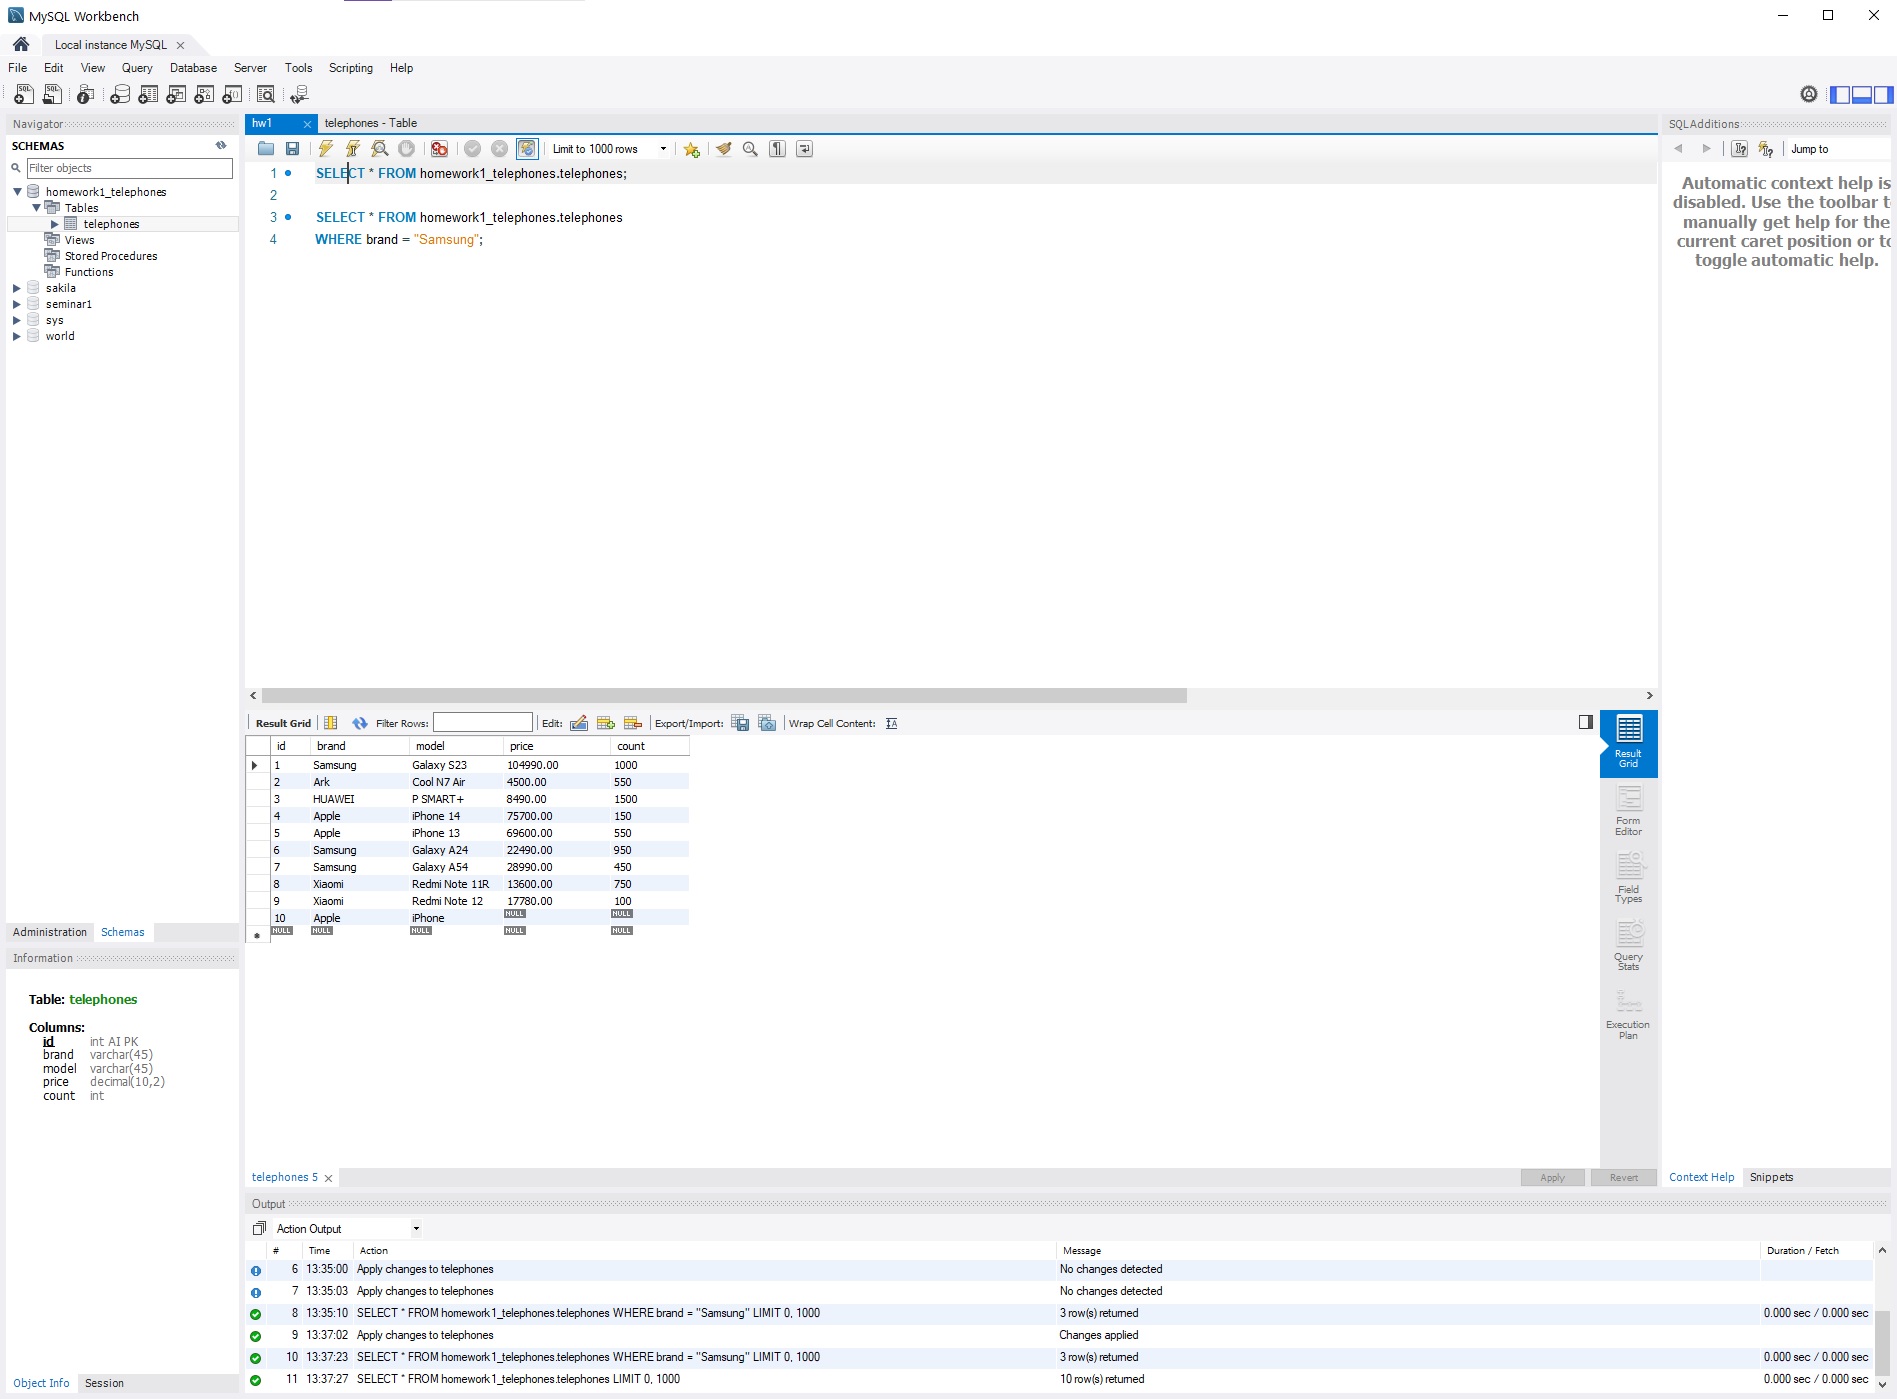 MySQL Workbench
Local instance MySQL
File Edit View Query Database Server Tools Scripting Help
Navigator
SCHEMAS
Filter objects
homework1_telephones
Tables
telephones
Views
Stored Procedures
Functions
sakila
seminar1
sys
world
Administration Schemas
Information
Table: telephones
Columns:
id int AI PK
brand varchar(45)
model varchar(45)
price decimal(10,2)
count int
Object Info Session
hw1 telephones - Table
Limit to 1000 rows
1 SELECT * FROM homework1_telephones.telephones;
2
3 SELECT * FROM homework1_telephones.telephones
4 WHERE brand = "Samsung";
Result Grid Filter Rows: Edit: Export/Import: Wrap Cell Content:
id brand model price count
1 Samsung Galaxy S23 104990.00 1000
2 Ark Cool N7 Air 4500.00 550
3 HUAWEI P SMART+ 8490.00 1500
4 Apple iPhone 14 75700.00 150
5 Apple iPhone 13 69600.00 550
6 Samsung Galaxy A24 22490.00 950
7 Samsung Galaxy A54 28990.00 450
8 Xiaomi Redmi Note 11R 13600.00 750
9 Xiaomi Redmi Note 12 17780.00 100
10 Apple iPhone NULL NULL
NULL NULL NULL NULL NULL
Result
Grid
Form
Editor
Field
Types
Query
Stats
Execution
Plan
telephones 5
Apply Revert
SQLAdditions
Jump to
Automatic context help is
disabled. Use the toolbar t
manually get help for the
current caret position or to
toggle automatic help.
Context Help Snippets
Output
Action Output
# Time Action Message Duration / Fetch
6 13:35:00 Apply changes to telephones No changes detected
7 13:35:03 Apply changes to telephones No changes detected
8 13:35:10 SELECT * FROM homework1_telephones.telephones WHERE brand = "Samsung" LIMIT 0, 1000 3 row(s) returned 0.000 sec / 0.000 sec
9 13:37:02 Apply changes to telephones Changes applied
10 13:37:23 SELECT * FROM homework1_telephones.telephones WHERE brand = "Samsung" LIMIT 0, 1000 3 row(s) returned 0.000 sec / 0.000 sec
11 13:37:27 SELECT * FROM homework1_telephones.telephones LIMIT 0, 1000 10 row(s) returned 0.000 sec / 0.000 sec